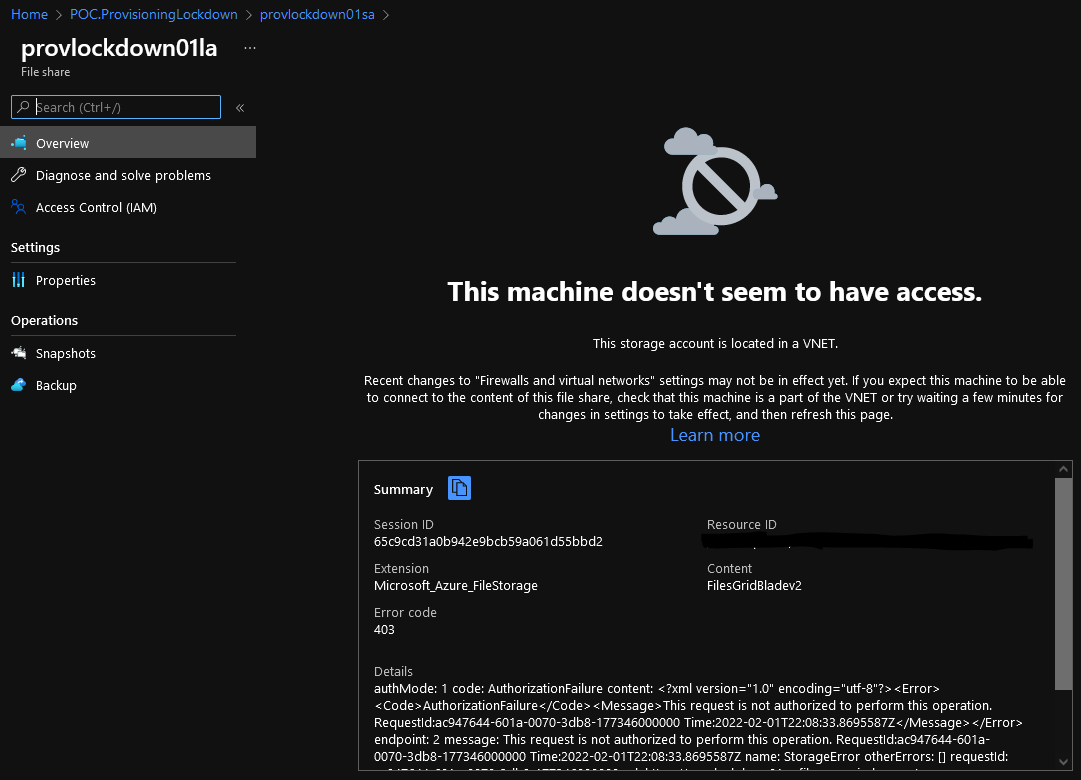 Home > POC.ProvisioningLockdown > provlockdown01sa >
provlockdown01la ...
File share
Search (Ctrl+/) «
Overview
Diagnose and solve problems
Access Control (IAM)
Settings
Properties
Operations
Snapshots
Backup
This machine doesn't seem to have access.
This storage account is located in a VNET.
Recent changes to "Firewalls and virtual networks" settings may not be in effect yet. If you expect this machine to be able
to connect to the content of this file share, check that this machine is a part of the VNET or try waiting a few minutes for
changes in settings to take effect, and then refresh this page.
Learn more
Summary
Session ID
65c9cd31a0b942e9bcb59a061d55bbd2
Resource ID
Extension
Microsoft_Azure_FileStorage
Content
FilesGridBladev2
Error code
403
Details
authMode: 1 code: AuthorizationFailure content: <?xml version="1.0" encoding="utf-8"?><Error>
<Code>AuthorizationFailure</Code><Message>This request is not authorized to perform this operation.
RequestId:ac947644-601a-0070-3db8-177346000000 Time:2022-02-01T22:08:33.8695587Z</Message></Error>
endpoint: 2 message: This request is not authorized to perform this operation. RequestId:ac947644-601a-
0070-3db8-177346000000 Time:2022-02-01T22:08:33.8695587Z name: StorageError otherErrors: [] requestId: